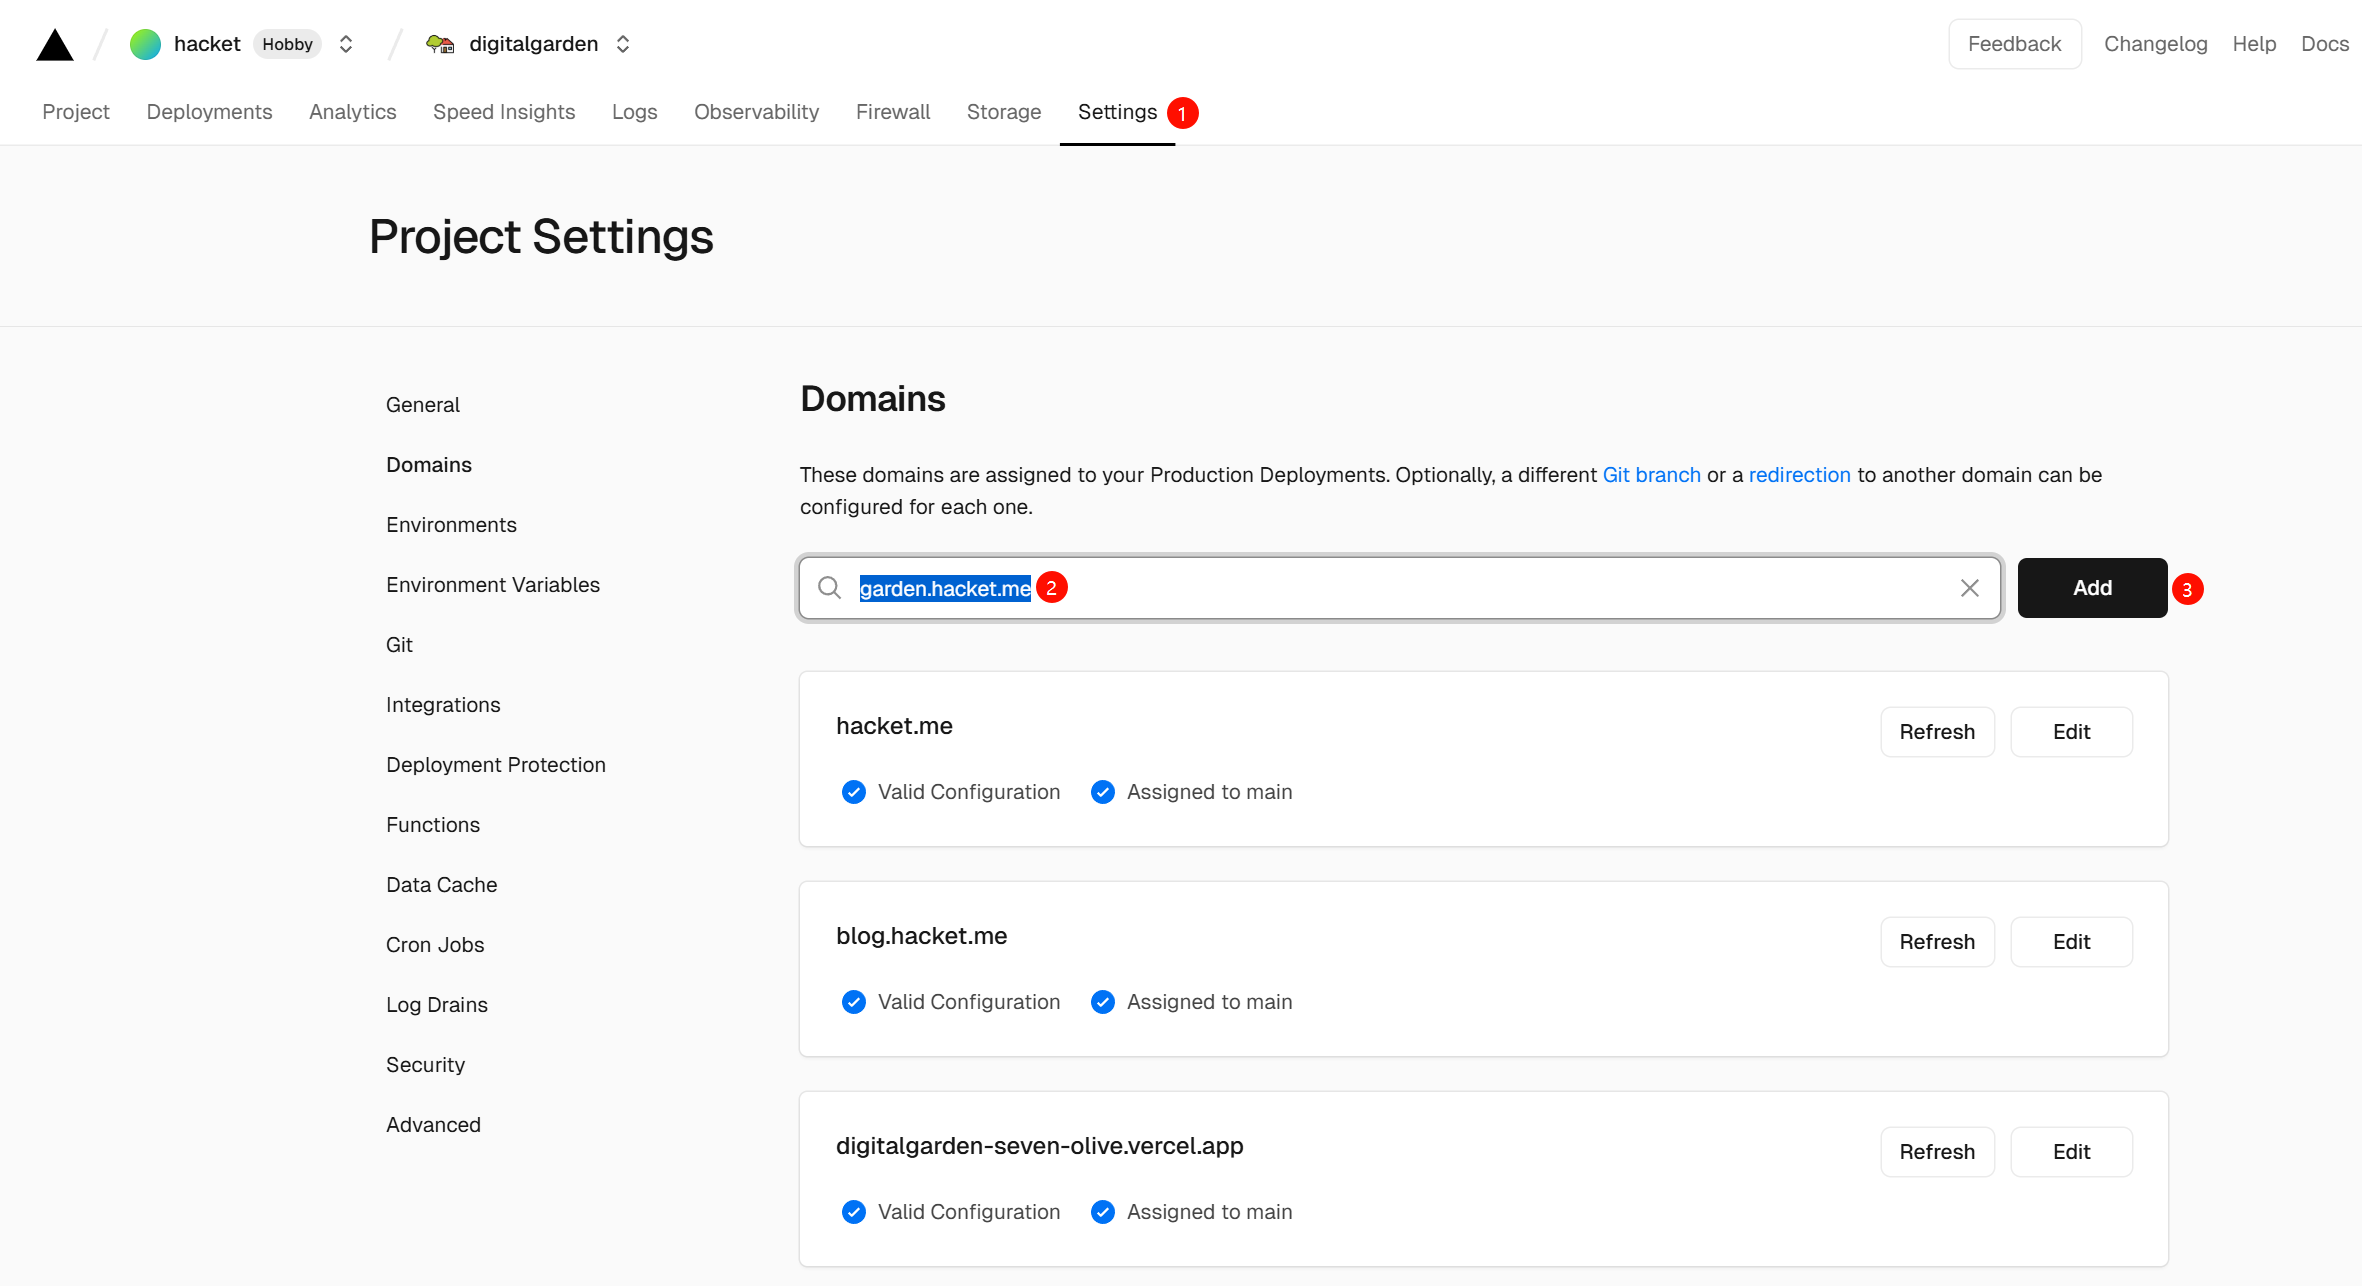 hacket Hobby digitalgarden Feedback Changelog Help Docs
Project Deployments Analytics Speed Insights Logs Observability Firewall Storage Settings 1
Project Settings
General
Domains
Environments
Environment Variables
Git
Integrations
Deployment Protection
Functions
Data Cache
Cron Jobs
Log Drains
Security
Advanced
Domains
These domains are assigned to your Production Deployments. Optionally, a different Git branch or a redirection to another domain can be
configured for each one.
garden.hacket.me 2 Add 3
hacket.me Refresh Edit
Valid Configuration Assigned to main
blog.hacket.me Refresh Edit
Valid Configuration Assigned to main
digitalgarden-seven-olive.vercel.app Refresh Edit
Valid Configuration Assigned to main